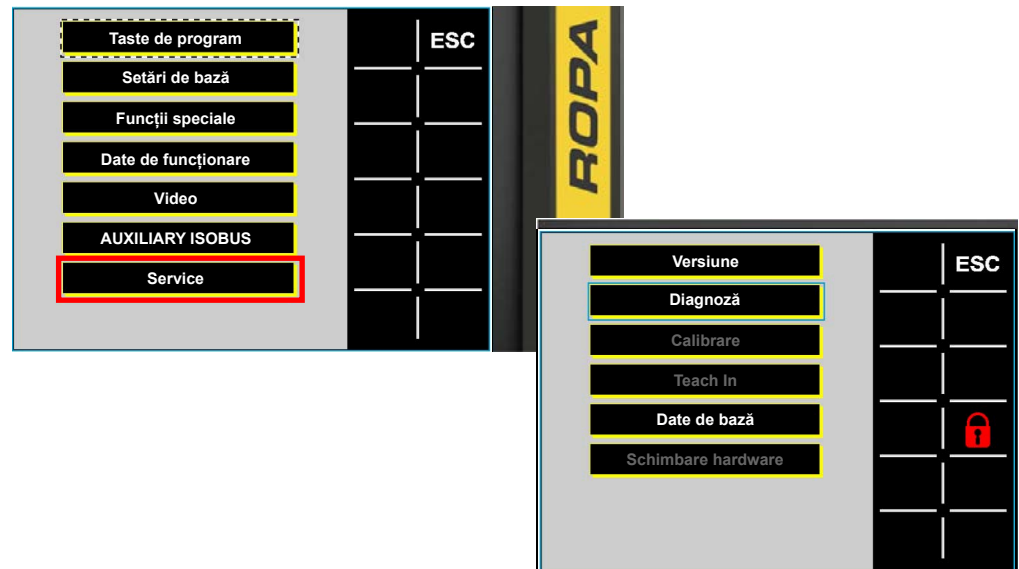 Taste de program
ESC
Setări de bază
Funcții speciale
Date de funcționare
Video
AUXILIARY ISOBUS
Service
ROPA
Versiune
ESC
Diagnoză
Calibrare
Teach In
Date de bază
Schimbare hardware